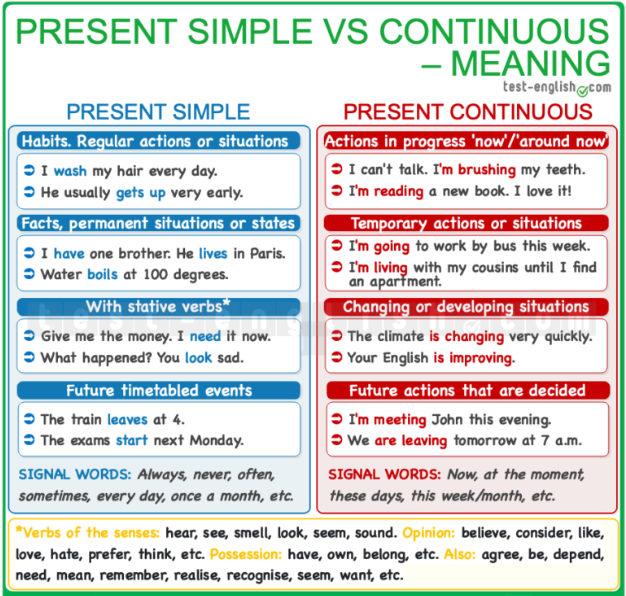 PRESENT SIMPLE VS CONTINUOUS
– MEANING
test-english.com
PRESENT SIMPLE
Habits. Regular actions or situations
I wash my hair every day.
He usually gets up very early.
Facts, permanent situations or states
I have one brother. He lives in Paris.
Water boils at 100 degrees.
With stative verbs*
Give me the money. I need it now.
What happened? You look sad.
Future timetabled events
The train leaves at 4.
The exams start next Monday.
SIGNAL WORDS: Always, never, often,
sometimes, every day, once a month, etc.
PRESENT CONTINUOUS
Actions in progress 'now'/'around now'
I can't talk. I'm brushing my teeth.
I'm reading a new book. I love it!
Temporary actions or situations
I'm going to work by bus this week.
I'm living with my cousins until I find
an apartment.
Changing or developing situations
The climate is changing very quickly.
Your English is improving.
Future actions that are decided
I'm meeting John this evening.
We are leaving tomorrow at 7 a.m.
SIGNAL WORDS: Now, at the moment,
these days, this week/month, etc.
test-english.com
*Verbs of the senses: hear, see, smell, look, seem, sound. Opinion: believe, consider, like,
love, hate, prefer, think, etc. Possession: have, own, belong, etc. Also: agree, be, depend,
need, mean, remember, realise, recognise, seem, want, etc.